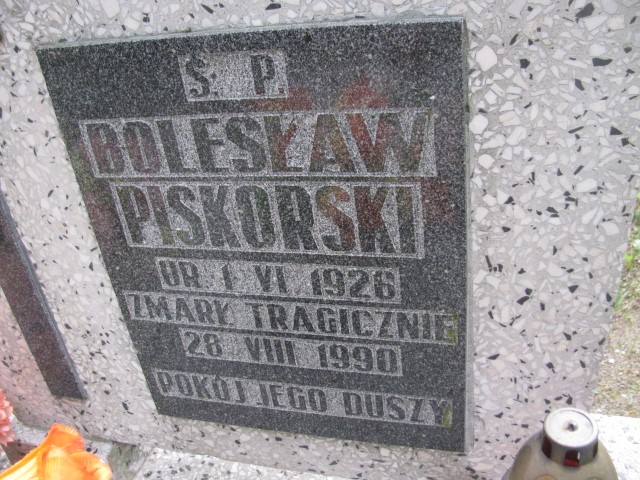 Ś. P.
BOLESŁAW
PISKORSKI
UR. 1 VI 1926
ZMARŁ TRAGICZNIE
28 VIII 1990
POKÓJ JEGO DUSZY